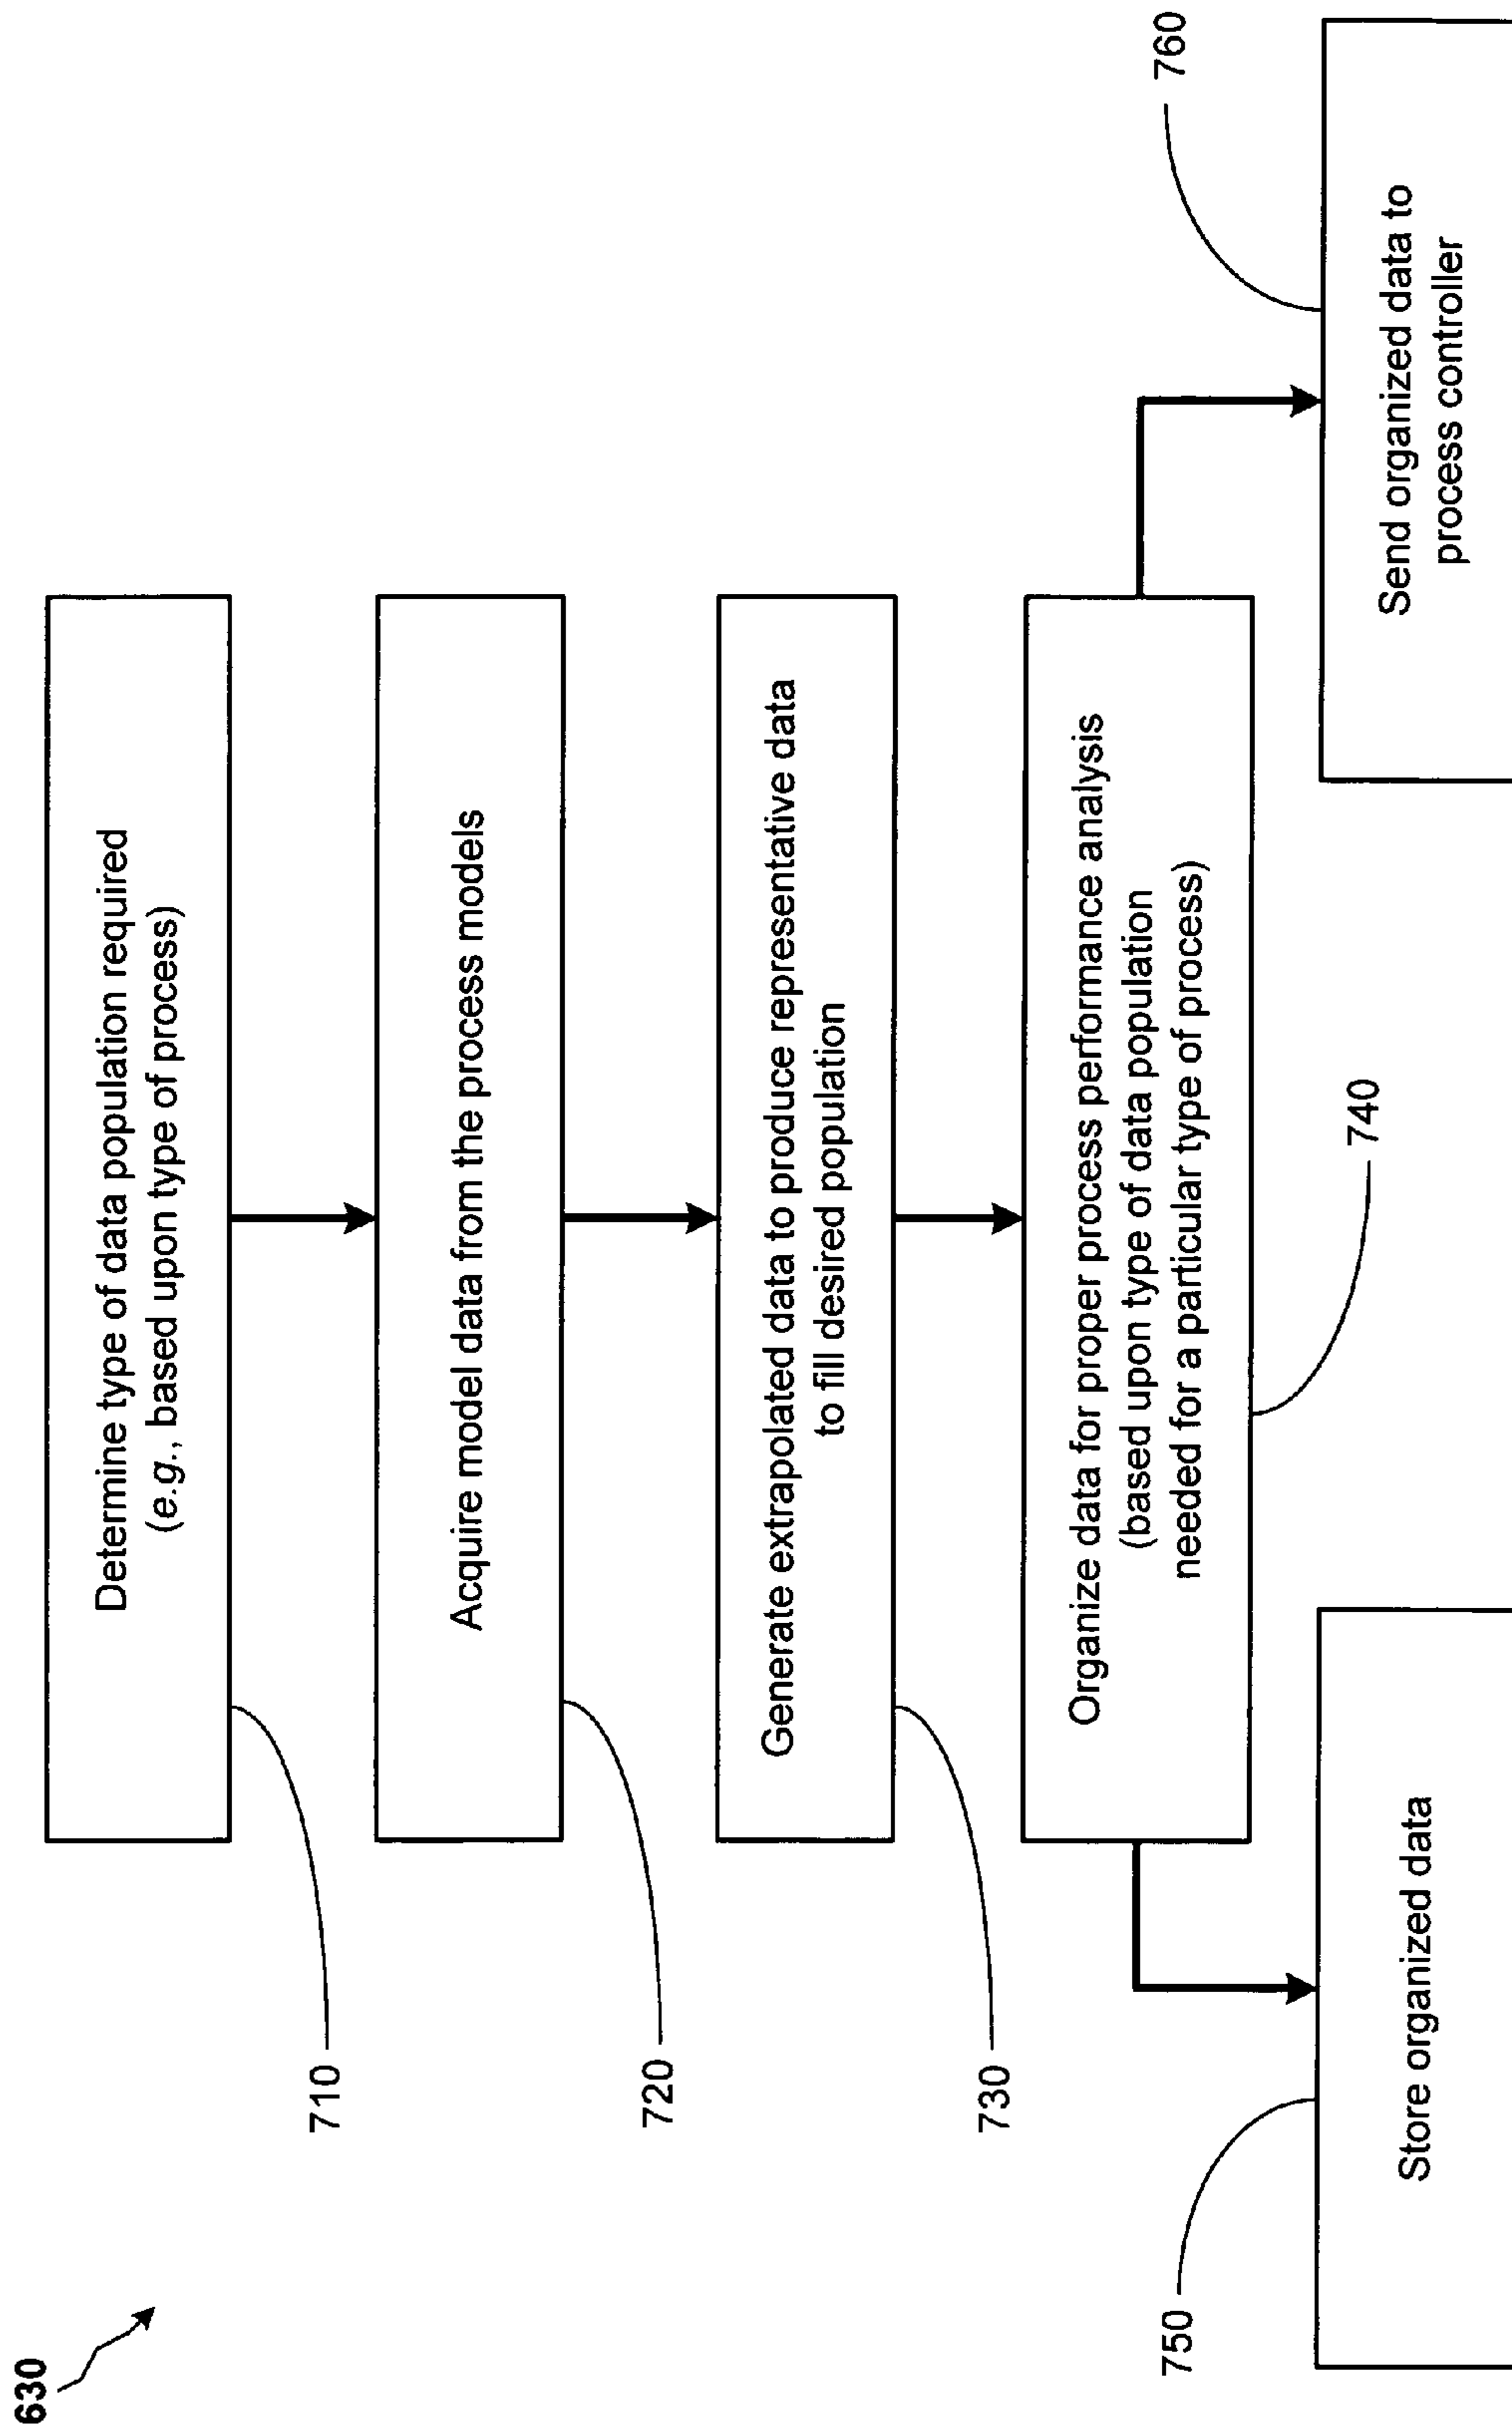 630
Determine type of data population required
(e.g., based upon type of process)
710
Acquire model data from the process models
720
Generate extrapolated data to produce representative data
to fill desired population
730
Organize data for proper process performance analysis
(based upon type of data population
needed for a particular type of process)
740
750
Store organized data
760
Send organized data to
process controller